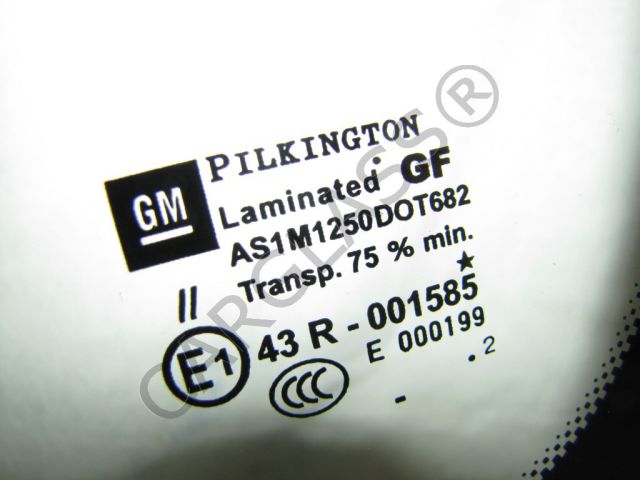 PILKINGTON
GM
Laminated GF
AS1M1250DOT682
Transp. 75 % min.
II
E1 43 R - 001585 ★
CCC E 000199
- . 2
CARGLASS®